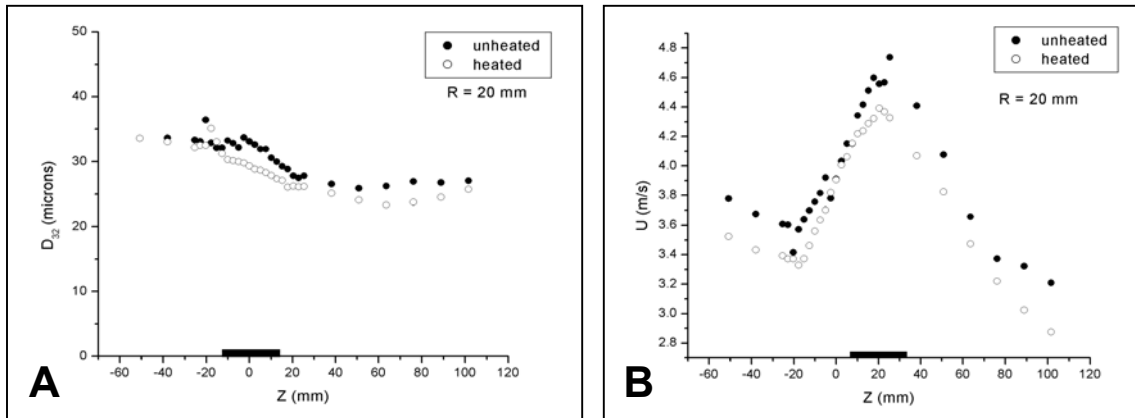 50
40
30
20
10
0
D32 (microns)
unheated
heated
R = 20 mm
-60 -40 -20 0 20 40 60 80 100 120
Z (mm)
A
4.8
4.6
4.4
4.2
4.0
3.8
3.6
3.4
3.2
3.0
2.8
U (m/s)
unheated
heated
R = 20 mm
-60 -40 -20 0 20 40 60 80 100 120
Z (mm)
B